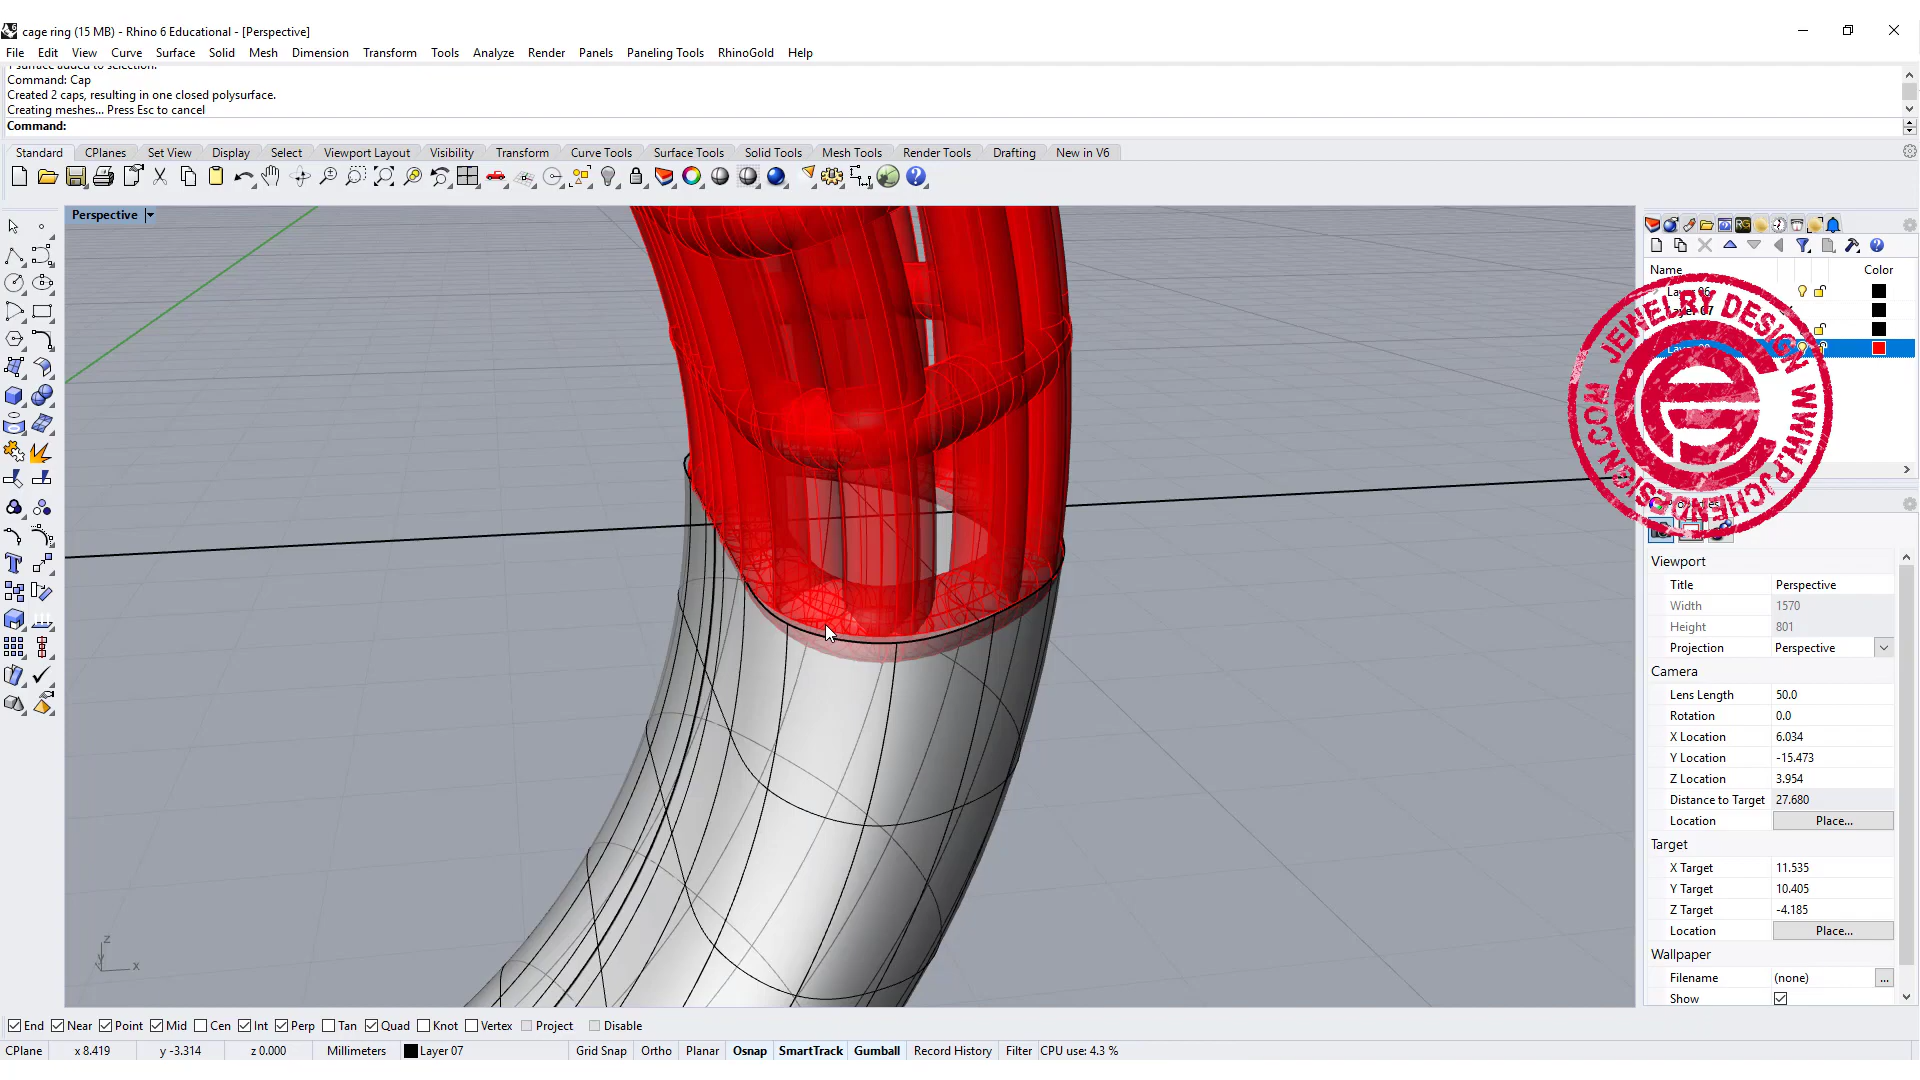 cage ring (15 MB) - Rhino 6 Educational - [Perspective]
File Edit View Curve Surface Solid Mesh Dimension Transform Tools Analyze Render Panels Paneling Tools RhinoGold Help
1 surface added to selection.
Command: Cap
Created 2 caps, resulting in one closed polysurface.
Creating meshes... Press Esc to cancel
Command:
Standard CPlanes Set View Display Select Viewport Layout Visibility Transform Curve Tools Surface Tools Solid Tools Mesh Tools Render Tools Drafting New in V6
Perspective
Name Color
JEWELRY DESIGN WWW.PJCHENDESIGN.COM
Viewport
Title Perspective
Width 1570
Height 801
Projection Perspective
Camera
Lens Length 50.0
Rotation 0.0
X Location 6.034
Y Location -15.473
Z Location 3.954
Distance to Target 27.680
Location Place...
Target
X Target 11.535
Y Target 10.405
Z Target -4.185
Location Place...
Wallpaper
Filename (none) ...
Show
z
y x
End Near Point Mid Cen Int Perp Tan Quad Knot Vertex Project Disable
CPlane x 8.419 y -3.314 z 0.000 Millimeters Layer 07 Grid Snap Ortho Planar Osnap SmartTrack Gumball Record History Filter CPU use: 4.3 %